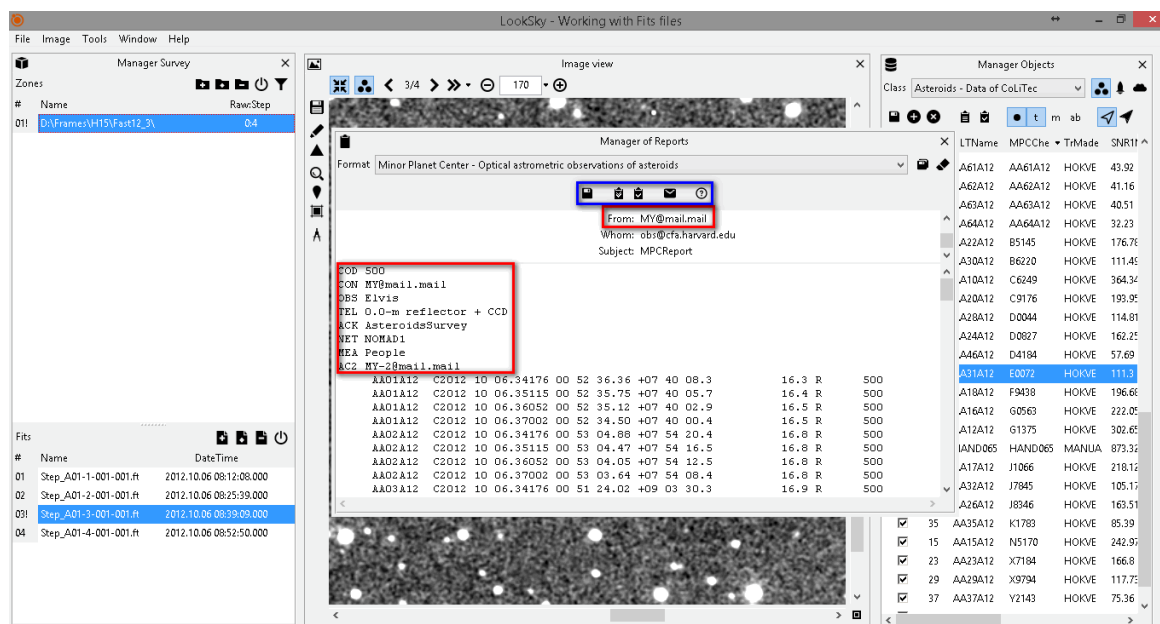 LookSky - Working with Fits files
File Image Tools Window Help
Manager Survey
Zones
# Name Raw:Step
01! D:\Frames\H15\Fast12_3\ 0:4
Fits
# Name DateTime
01 Step_A01-1-001-001.ft 2012.10.06 08:12:08.000
02 Step_A01-2-001-001.ft 2012.10.06 08:25:39.000
03! Step_A01-3-001-001.ft 2012.10.06 08:39:09.000
04 Step_A01-4-001-001.ft 2012.10.06 08:52:50.000
Image view
3/4 170
Manager of Reports
Format Minor Planet Center - Optical astrometric observations of asteroids
From: MY@mail.mail
Whom: obs@cfa.harvard.edu
Subject: MPCReport
COD 500
CON MY@mail.mail
OBS Elvis
TEL 0.0-m reflector + CCD
ACK AsteroidsSurvey
NET NOMAD1
MEA People
AC2 MY-2@mail.mail
AA01A12 C2012 10 06.34176 00 52 36.36 +07 40 08.3 16.3 R 500
AA01A12 C2012 10 06.35115 00 52 35.75 +07 40 05.7 16.4 R 500
AA01A12 C2012 10 06.36052 00 52 35.12 +07 40 02.9 16.5 R 500
AA01A12 C2012 10 06.37002 00 52 34.50 +07 40 00.4 16.5 R 500
AA02A12 C2012 10 06.34176 00 53 04.88 +07 54 20.4 16.8 R 500
AA02A12 C2012 10 06.35115 00 53 04.47 +07 54 16.5 16.8 R 500
AA02A12 C2012 10 06.36052 00 53 04.05 +07 54 12.5 16.8 R 500
AA02A12 C2012 10 06.37002 00 53 03.64 +07 54 08.4 16.8 R 500
AA03A12 C2012 10 06.34176 00 51 24.02 +09 03 30.3 16.9 R 500
Manager Objects
Class Asteroids - Data of CoLiTec
t m ab
LTName MPCChe TrMade SNR1
A61A12 AA61A12 HOKVE 43.92
A62A12 AA62A12 HOKVE 41.16
A63A12 AA63A12 HOKVE 40.51
A64A12 AA64A12 HOKVE 32.23
A22A12 B5145 HOKVE 176.78
A30A12 B6220 HOKVE 111.49
A10A12 C6249 HOKVE 364.34
A20A12 C9176 HOKVE 193.95
A28A12 D0044 HOKVE 114.81
A24A12 D0827 HOKVE 162.25
A46A12 D4184 HOKVE 57.69
A31A12 E0072 HOKVE 111.3
A18A12 F9438 HOKVE 196.68
A16A12 G0563 HOKVE 222.05
A12A12 G1375 HOKVE 302.65
HAND065 HAND065 MANUA 873.32
A17A12 J1066 HOKVE 218.12
A32A12 J7845 HOKVE 105.17
A26A12 J8346 HOKVE 163.51
35 AA35A12 K1783 HOKVE 85.39
15 AA15A12 N5170 HOKVE 242.97
23 AA23A12 X7184 HOKVE 166.8
29 AA29A12 X9794 HOKVE 117.73
37 AA37A12 Y2143 HOKVE 75.36